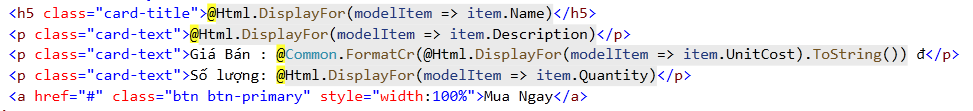 <h5 class="card-title">@Html.DisplayFor(modelItem => item.Name)</h5>
<p class="card-text">@Html.DisplayFor(modelItem => item.Description)</p>
<p class="card-text">Giá Bán : @Common.FormatCr(@Html.DisplayFor(modelItem => item.UnitCost).ToString()) đ</p>
<p class="card-text">Số lượng: @Html.DisplayFor(modelItem => item.Quantity)</p>
<a href="#" class="btn btn-primary" style="width:100%">Mua Ngay</a>